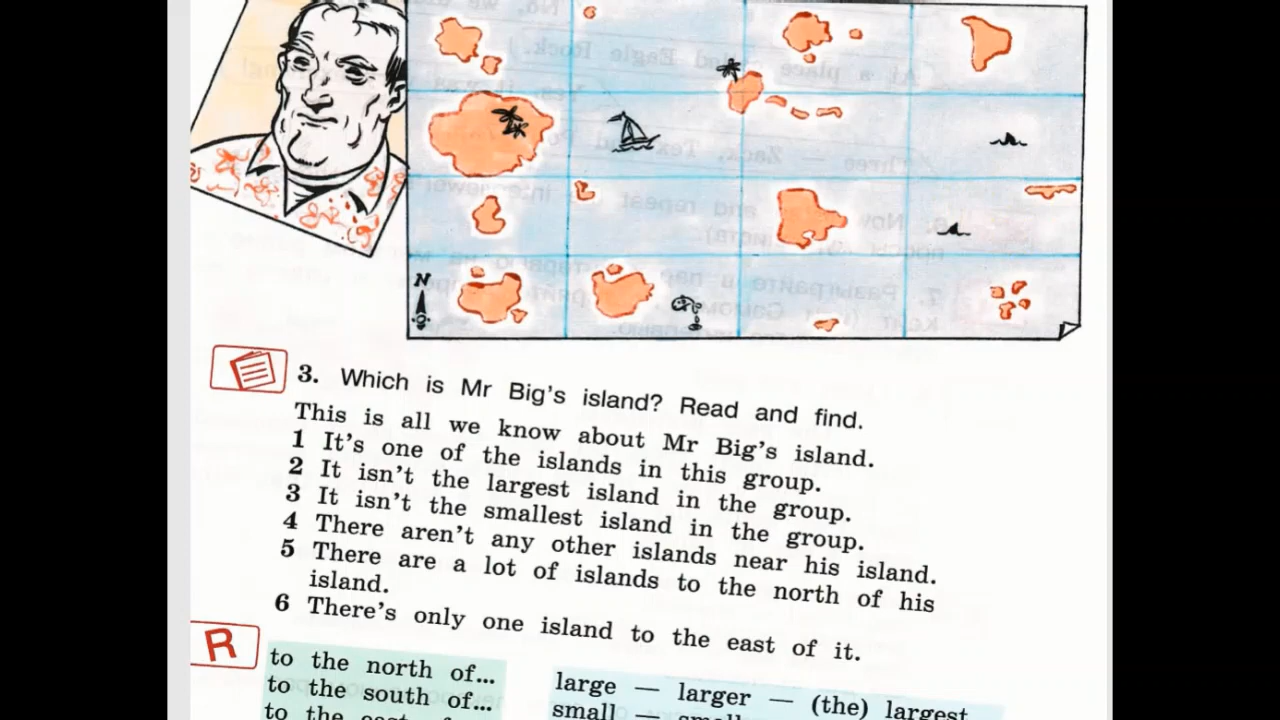 N
3. Which is Mr Big's island? Read and find.
This is all we know about Mr Big's island.
1 It's one of the islands in this group.
2 It isn't the largest island in the group.
3 It isn't the smallest island in the group.
4 There aren't any other islands near his island.
5 There are a lot of islands to the north of his
island.
6 There's only one island to the east of it.
R
to the north of...
to the south of...
large — larger — (the) largest